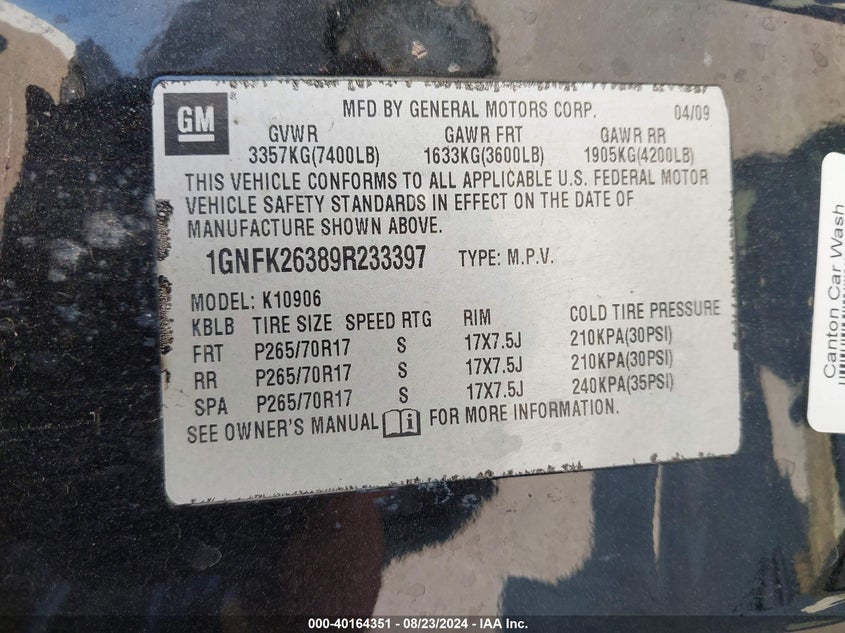 GM
MFD BY GENERAL MOTORS CORP. 04/09
GVWR GAWR FRT GAWR RR
3357KG(7400LB) 1633KG(3600LB) 1905KG(4200LB)
THIS VEHICLE CONFORMS TO ALL APPLICABLE U.S. FEDERAL MOTOR
VEHICLE SAFETY STANDARDS IN EFFECT ON THE DATE OF
MANUFACTURE SHOWN ABOVE.
1GNFK26389R233397 TYPE: M.P.V.
MODEL: K10906
KBLB TIRE SIZE SPEED RTG RIM COLD TIRE PRESSURE
FRT P265/70R17 S 17X7.5J 210KPA(30PSI)
RR P265/70R17 S 17X7.5J 210KPA(30PSI)
SPA P265/70R17 S 17X7.5J 240KPA(35PSI)
SEE OWNER'S MANUAL i FOR MORE INFORMATION.
Canton Car Wash
000-40164351 - 08/23/2024 - IAA Inc.